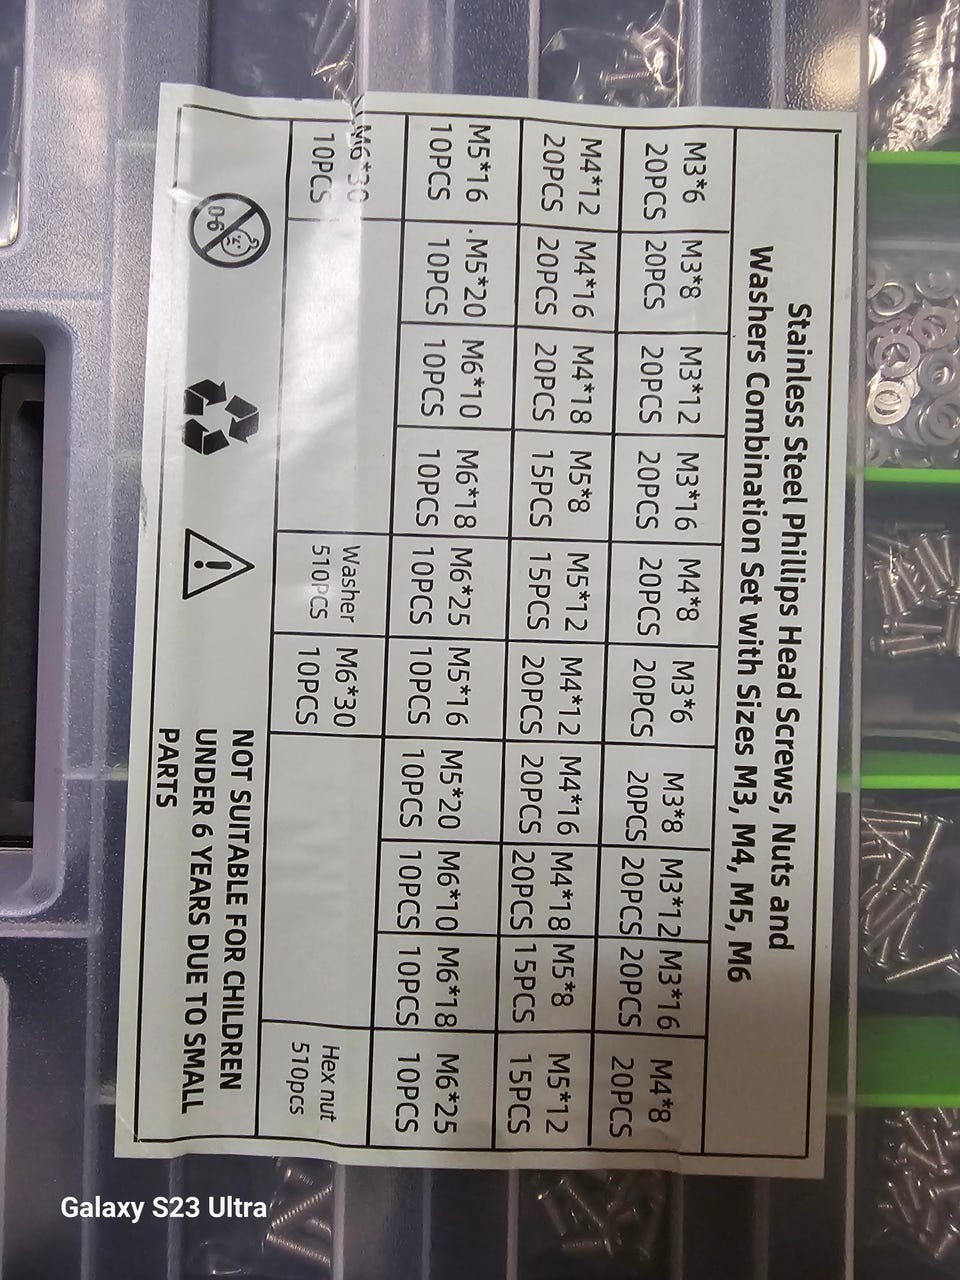 Stainless Steel Phillips Head Screws, Nuts and
Washers Combination Set with Sizes M3, M4, M5, M6
M3*6 M3*8 M3*12 M3*16 M4*8 M3*6 M3*8 M3*12 M3*16 M4*8
20PCS 20PCS 20PCS 20PCS 20PCS 20PCS 20PCS 20PCS 20PCS 20PCS
M4*12 M4*16 M4*18 M5*8 M5*12 M4*12 M4*16 M4*18 M5*8 M5*12
20PCS 20PCS 20PCS 15PCS 15PCS 20PCS 20PCS 20PCS 15PCS 15PCS
M5*16 M5*20 M6*10 M6*18 M6*25 M5*16 M5*20 M6*10 M6*18 M6*25
10PCS 10PCS 10PCS 10PCS 10PCS 10PCS 10PCS 10PCS 10PCS 10PCS
M6*30 Washer M6*30 Hex nut
10PCS 510PCS 10PCS 510pcs
0-6
NOT SUITABLE FOR CHILDREN
UNDER 6 YEARS DUE TO SMALL
PARTS
Galaxy S23 Ultra